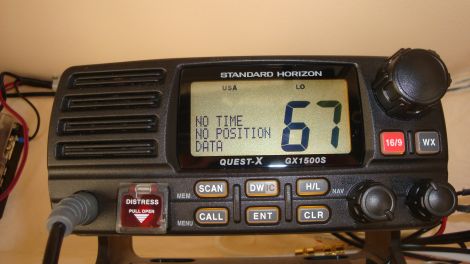 STANDARD HORIZON
USA LO
67
NO TIME
NO POSITION
DATA
QUEST-X GX1500S
16/9 WX
MEM SCAN DW IC H/L NAV
DISTRESS
PULL OPEN
MENU CALL ENT CLR